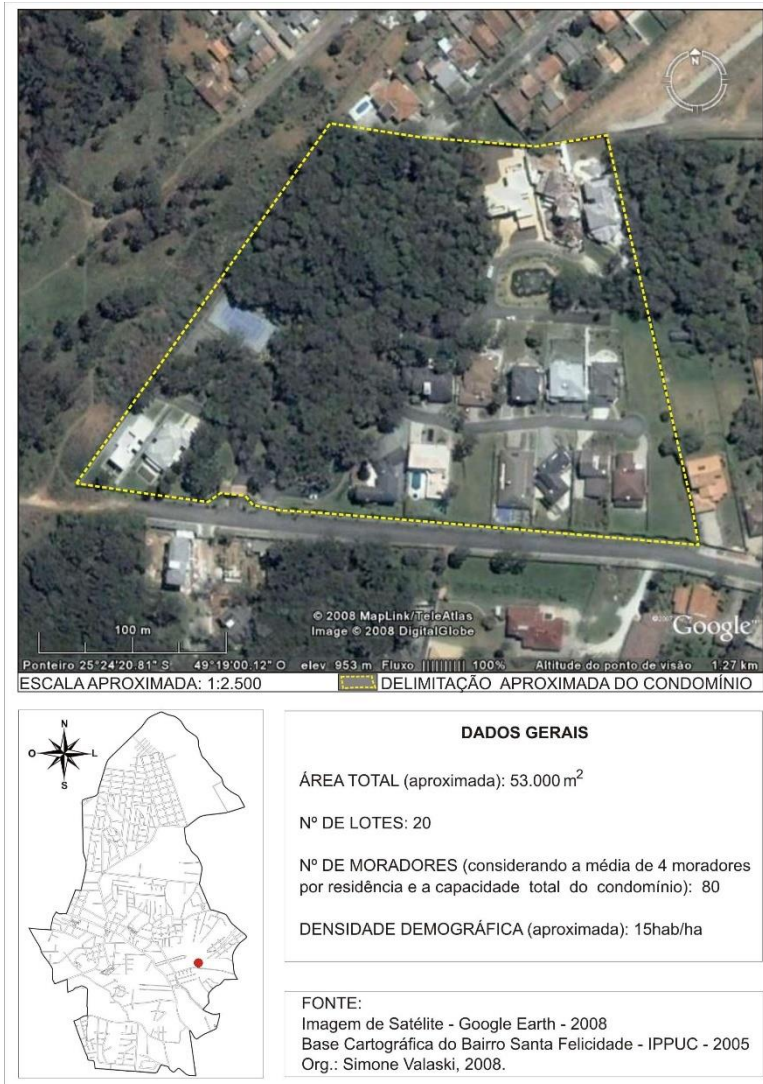 N
100 m
© 2008 MapLink/TeleAtlas
Image © 2008 DigitalGlobe
©2007 Google™
Ponteiro 25°24'20.81" S 49°19'00.12" O elev 953 m Fluxo |||||||||| 100% Altitude do ponto de visão 1.27 km
ESCALA APROXIMADA: 1:2.500 DELIMITAÇÃO APROXIMADA DO CONDOMÍNIO
N
O L
S
DADOS GERAIS
ÁREA TOTAL (aproximada): 53.000 m²
Nº DE LOTES: 20
Nº DE MORADORES (considerando a média de 4 moradores
por residência e a capacidade total do condomínio): 80
DENSIDADE DEMOGRÁFICA (aproximada): 15hab/ha
FONTE:
Imagem de Satélite - Google Earth - 2008
Base Cartográfica do Bairro Santa Felicidade - IPPUC - 2005
Org.: Simone Valaski, 2008.